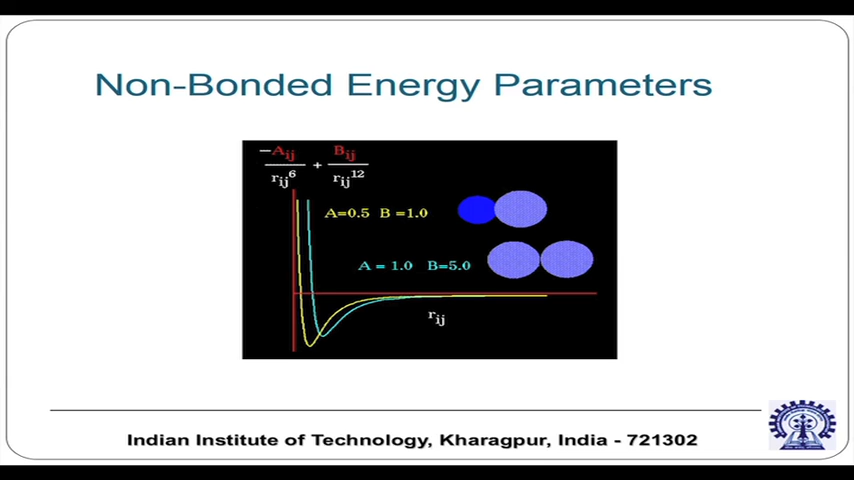 Non-Bonded Energy Parameters
−Aij/rij^6 + Bij/rij^12
A=0.5 B =1.0
A = 1.0 B=5.0
rij
Indian Institute of Technology, Kharagpur, India - 721302